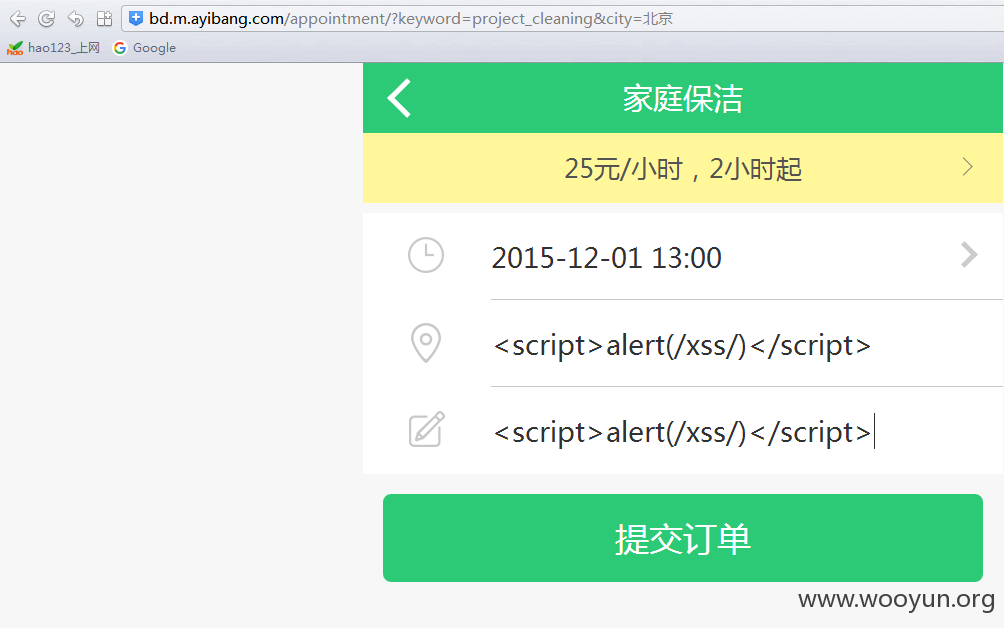 bd.m.ayibang.com/appointment/?keyword=project_cleaning&city=北京
hao123_上网 Google
家庭保洁
25元/小时，2小时起
2015-12-01 13:00
<script>alert(/xss/)</script>
<script>alert(/xss/)</script>
提交订单
www.wooyun.org